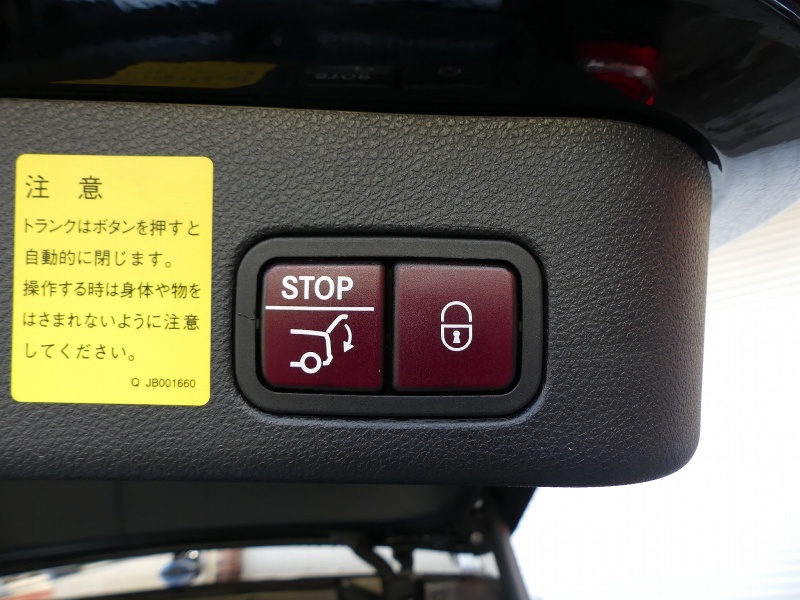 注 意
トランクはボタンを押すと
自動的に閉じます。
操作する時は身体や物を
はさまれないように注意
してください。
Q JB001660
STOP